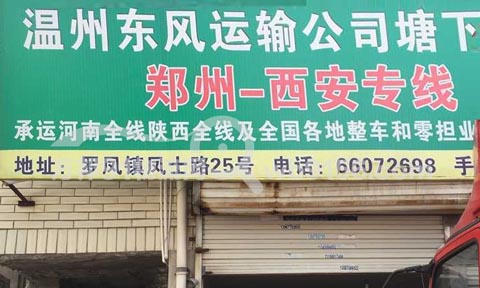 温州东风运输公司塘下
郑州-西安专线
承运河南全线陕西全线及全国各地整车和零担业
地址:罗凤镇凤士路25号 电话:66072698 手